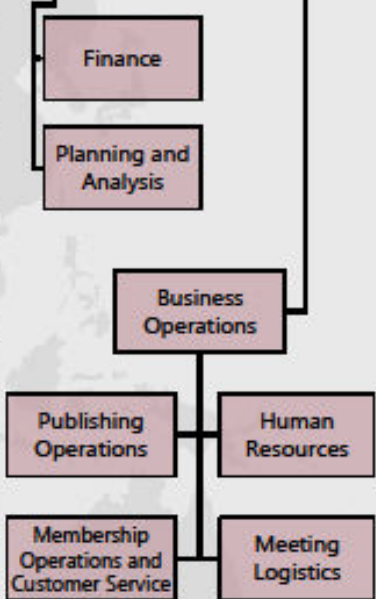 Finance
Planning and
Analysis
Business
Operations
Publishing
Operations
Human
Resources
Membership
Operations and
Customer Service
Meeting
Logistics